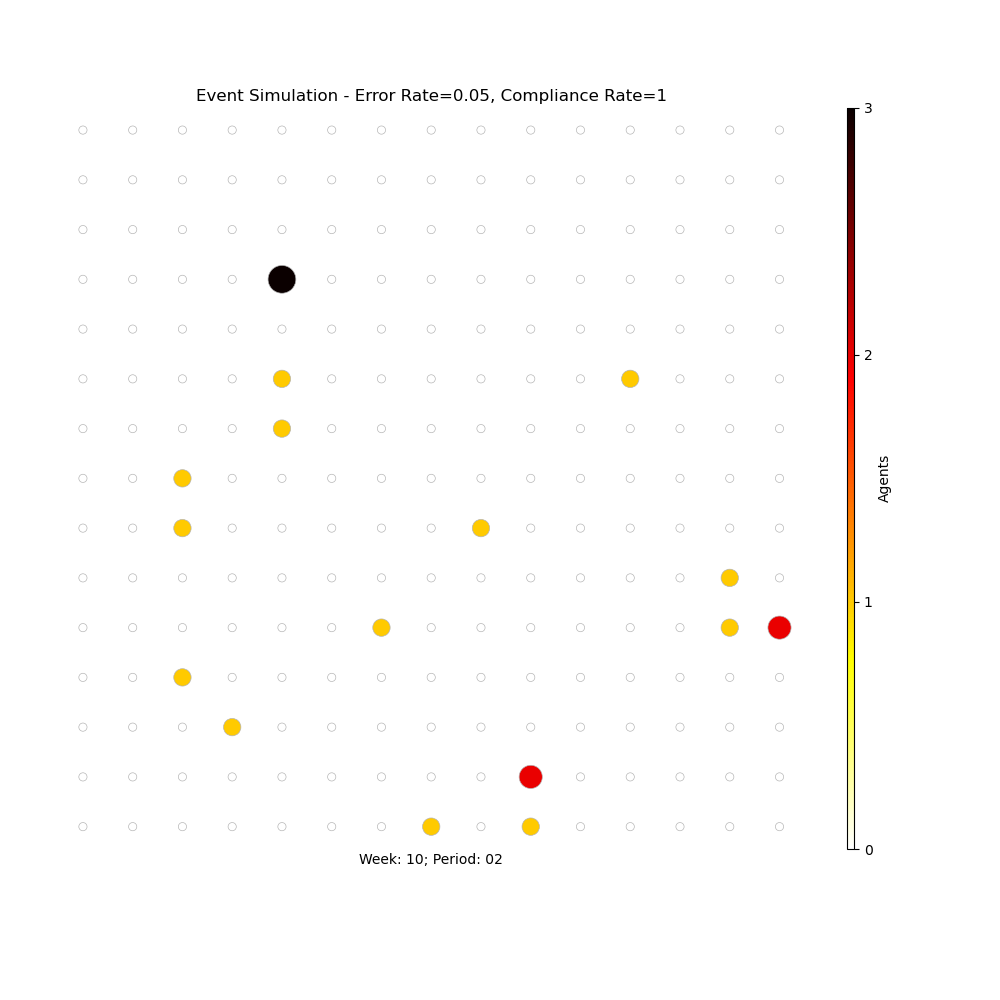 Event Simulation - Error Rate=0.05, Compliance Rate=1
3
2
Agents
1
0
Week: 10; Period: 02